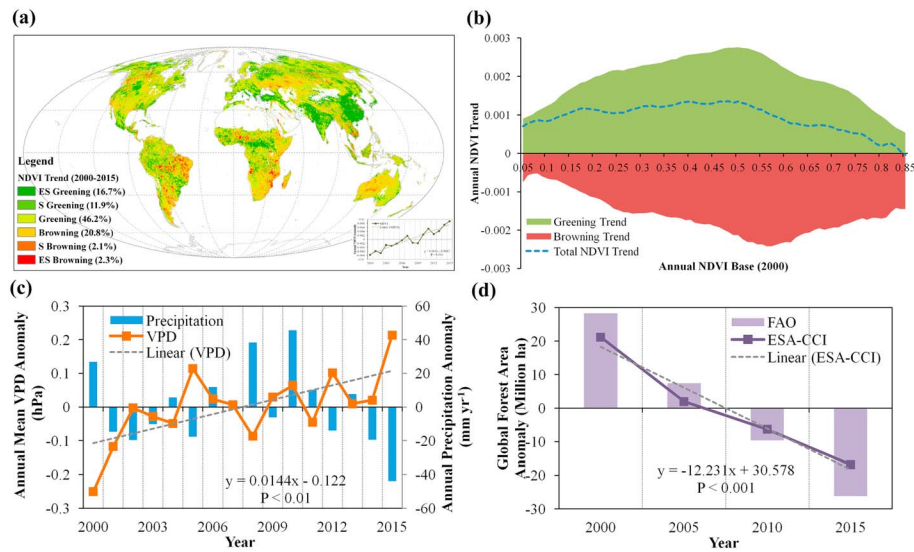 (a)
Legend
NDVI Trend (2000-2015)
ES Greening (16.7%)
S Greening (11.9%)
Greening (46.2%)
Browning (20.8%)
S Browning (2.1%)
ES Browning (2.3%)
Year
(b)
Annual NDVI Trend
0.003
0.002
0.001
0
-0.001
-0.002
-0.003
0.05 0.1 0.15 0.2 0.25 0.3 0.35 0.4 0.45 0.5 0.55 0.6 0.65 0.7 0.75 0.8 0.85
Greening Trend
Browning Trend
Total NDVI Trend
Annual NDVI Base (2000)
(c)
Annual Mean VPD Anomaly
(hPa)
0.3
0.2
0.1
0
-0.1
-0.2
-0.3
Precipitation
VPD
Linear (VPD)
y = 0.0144x - 0.122
P < 0.01
60
40
20
0
-20
-40
-60
Annual Precipitation Anomaly
(mm yr⁻¹)
2000 2003 2006 2009 2012 2015
Year
(d)
Global Forest Area
Anomaly (Million ha)
30
20
10
0
-10
-20
-30
FAO
ESA-CCI
Linear (ESA-CCI)
y = -12.231x + 30.578
P < 0.001
2000 2005 2010 2015
Year